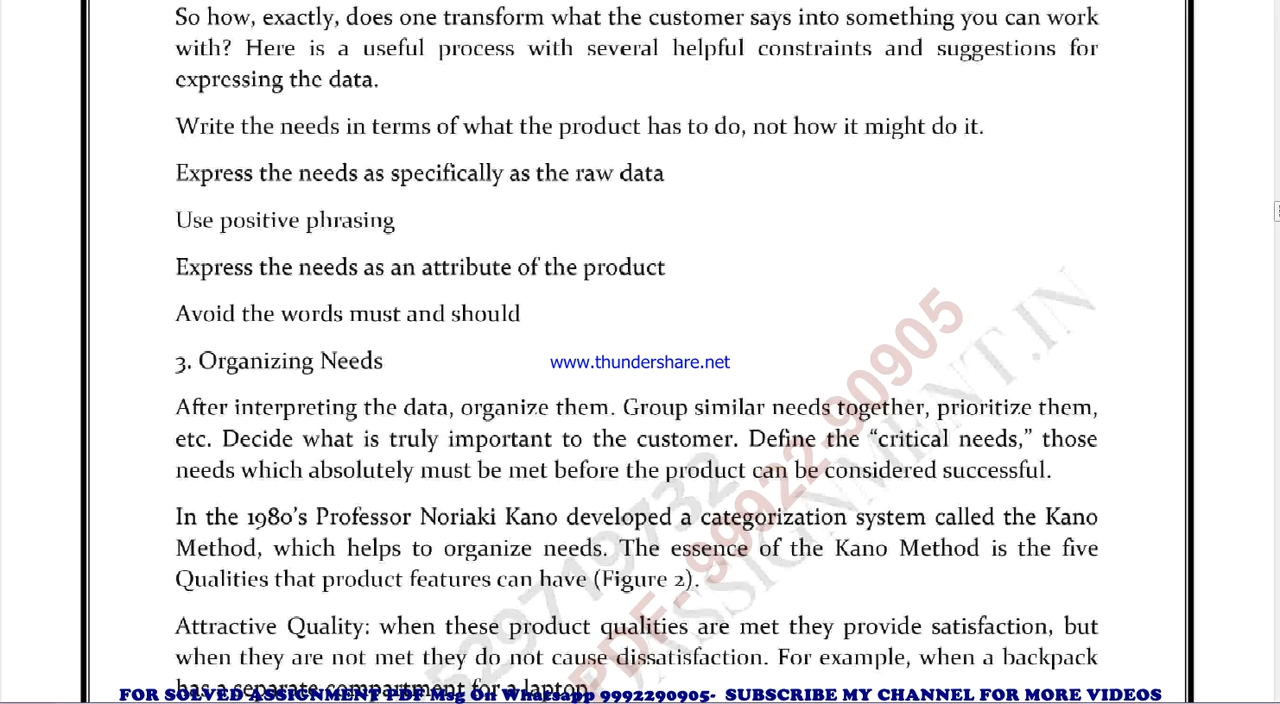 So how, exactly, does one transform what the customer says into something you can work
with? Here is a useful process with several helpful constraints and suggestions for
expressing the data.
Write the needs in terms of what the product has to do, not how it might do it.
Express the needs as specifically as the raw data
Use positive phrasing
Express the needs as an attribute of the product
Avoid the words must and should
3. Organizing Needs
www.thundershare.net
After interpreting the data, organize them. Group similar needs together, prioritize them,
etc. Decide what is truly important to the customer. Define the “critical needs,” those
needs which absolutely must be met before the product can be considered successful.
In the 1980’s Professor Noriaki Kano developed a categorization system called the Kano
Method, which helps to organize needs. The essence of the Kano Method is the five
Qualities that product features can have (Figure 2).
Attractive Quality: when these product qualities are met they provide satisfaction, but
when they are not met they do not cause dissatisfaction. For example, when a backpack
has a separate compartment for a laptop.
FOR SOLVED ASSIGNMENT PDF Msg On Whatsapp 9992290905- SUBSCRIBE MY CHANNEL FOR MORE VIDEOS
PDF- 99922-90905
ASSIGNMENT.IN